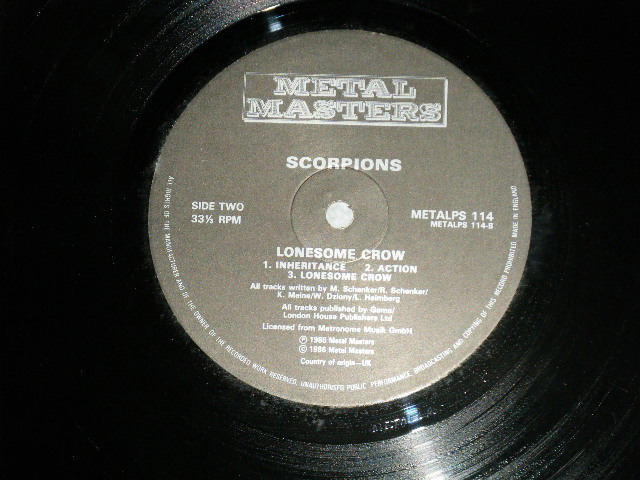 METAL
MASTERS
SCORPIONS
SIDE TWO
33⅓ RPM
METALPS 114
METALPS 114-B
LONESOME CROW
1. INHERITANCE 2. ACTION
3. LONESOME CROW
All tracks written by M. Schenker/R. Schenker/
K. Meine/W. Dziony/L. Heimberg
All tracks published by Gema/
London House Publishers Ltd
Licensed from Metronome Musik GmbH
Ⓟ 1986 Metal Masters
© 1986 Metal Masters
Country of origin—UK
ALL RIGHTS OF THE MANUFACTURER AND OF THE OWNER OF THE RECORDED WORK RESERVED, UNAUTHORISED PUBLIC PERFORMANCE, BROADCASTING AND COPYING OF THIS RECORD PROHIBITED MADE IN ENGLAND